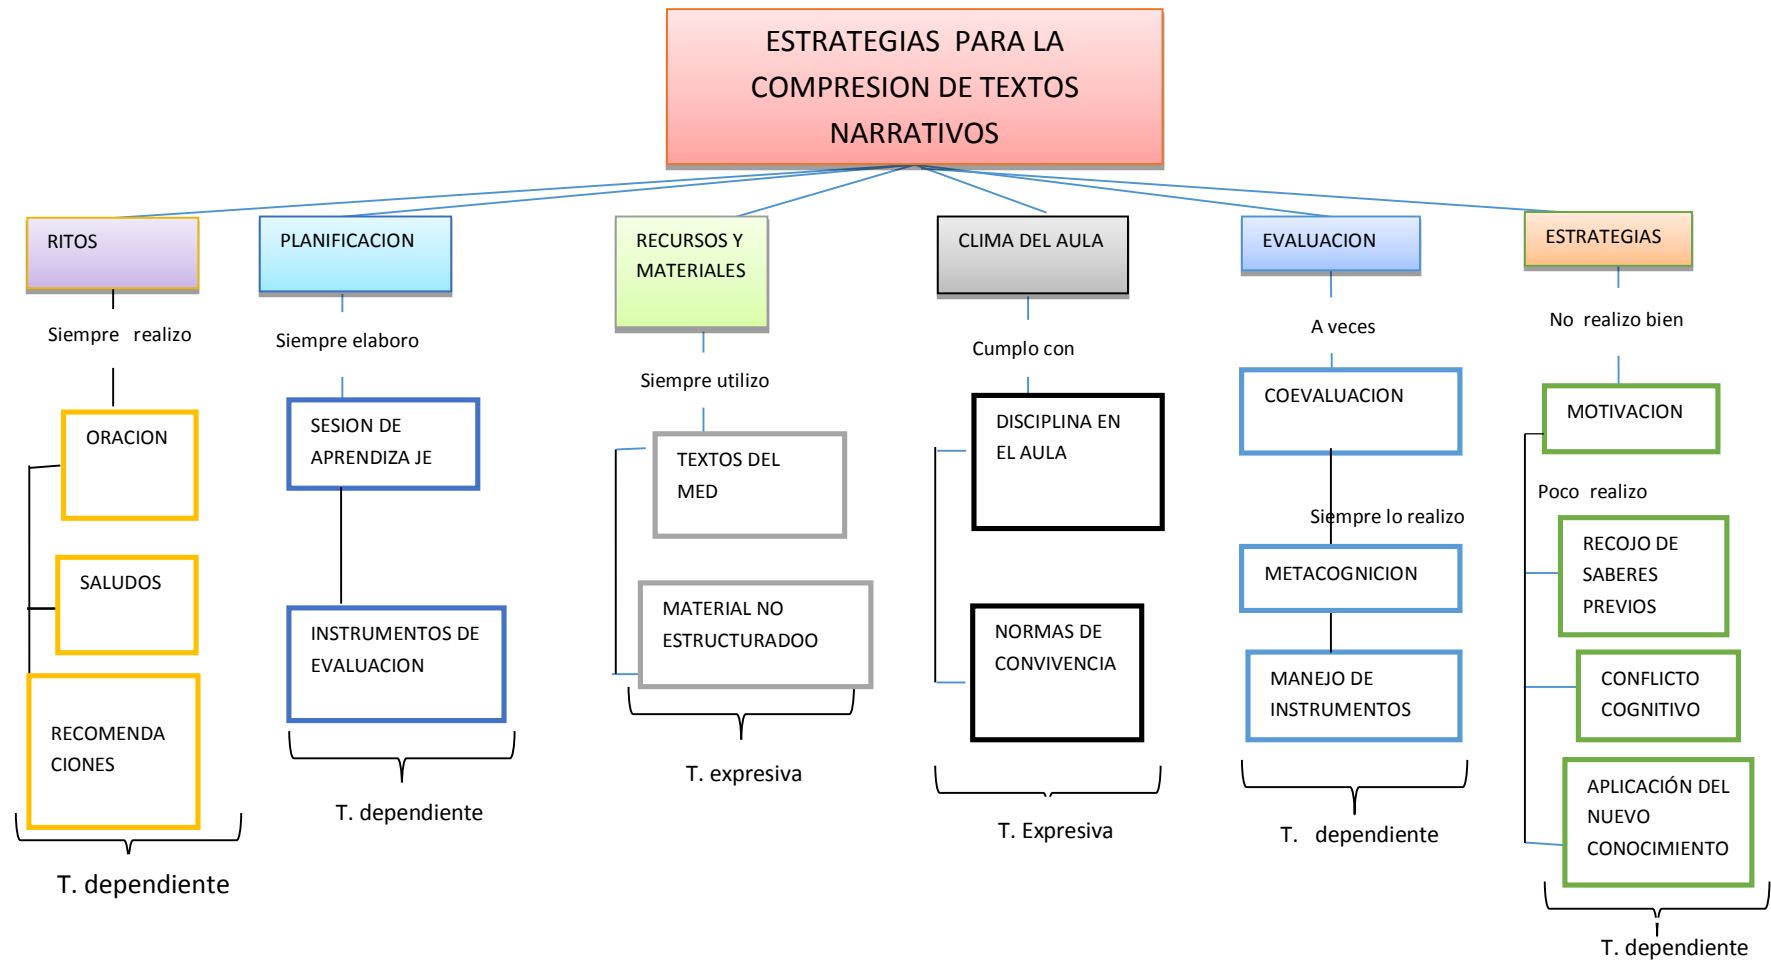 ESTRATEGIAS PARA LA
COMPRESION DE TEXTOS
NARRATIVOS
RITOS
Siempre realizo
ORACION
SALUDOS
RECOMENDA
CIONES
T. dependiente
PLANIFICACION
Siempre elaboro
SESION DE
APRENDIZA JE
INSTRUMENTOS DE
EVALUACION
T. dependiente
RECURSOS Y
MATERIALES
Siempre utilizo
TEXTOS DEL
MED
MATERIAL NO
ESTRUCTURADOO
T. expresiva
CLIMA DEL AULA
Cumplo con
DISCIPLINA EN
EL AULA
NORMAS DE
CONVIVENCIA
T. Expresiva
EVALUACION
A veces
COEVALUACION
Siempre lo realizo
METACOGNICION
MANEJO DE
INSTRUMENTOS
T. dependiente
ESTRATEGIAS
No realizo bien
MOTIVACION
Poco realizo
RECOJO DE
SABERES
PREVIOS
CONFLICTO
COGNITIVO
APLICACIÓN DEL
NUEVO
CONOCIMIENTO
T. dependiente